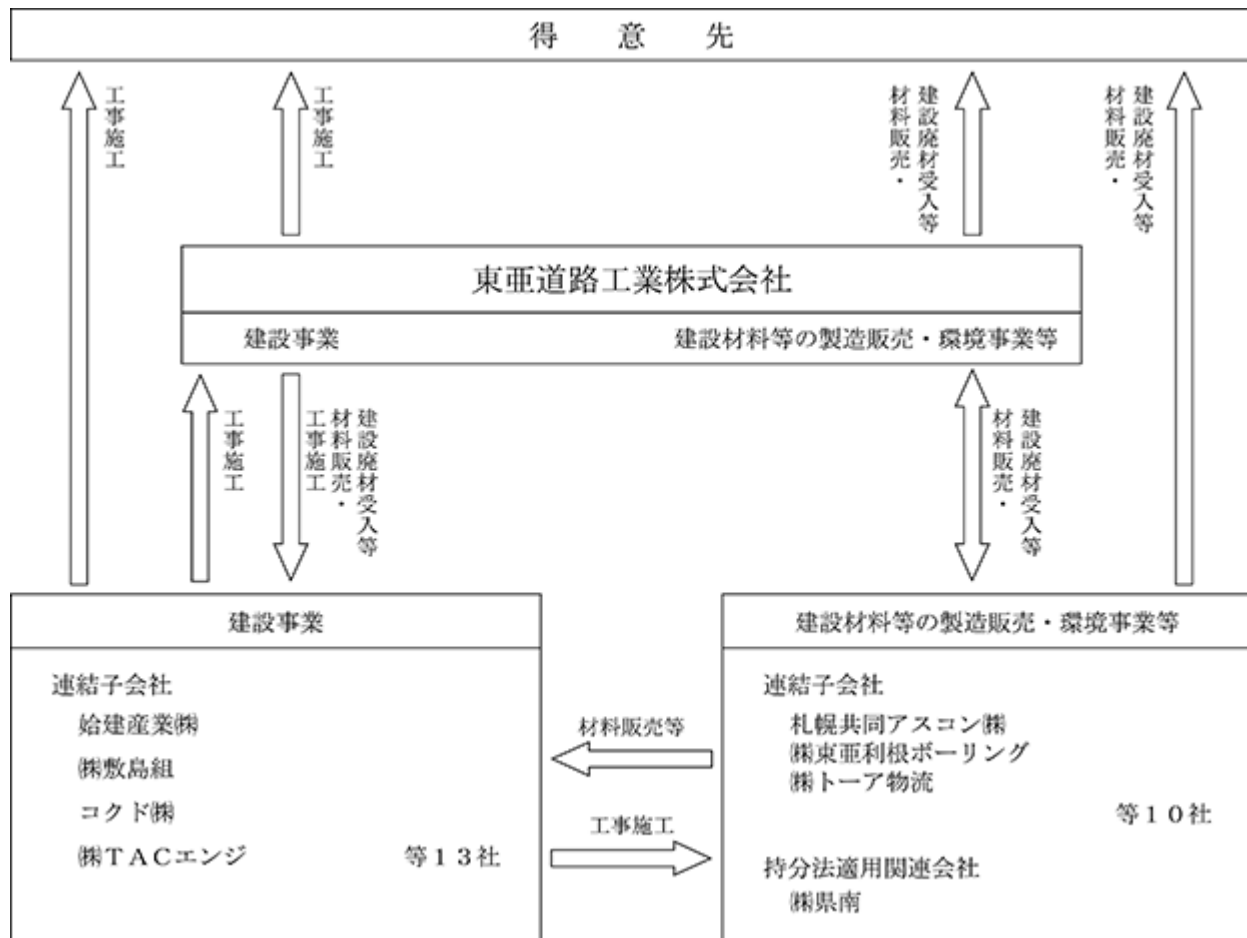 得意先
工事施工
工事施工
建設廃材受入等
材料販売・
建設廃材受入等
材料販売・
東亜道路工業株式会社
建設事業
建設材料等の製造販売・環境事業等
工事施工
建設廃材受入等
材料販売・
工事施工
建設廃材受入等
材料販売・
建設事業
連結子会社
始建産業㈱
㈱敷島組
コクド㈱
㈱ＴＡＣエンジ
等１３社
材料販売等
工事施工
建設材料等の製造販売・環境事業等
連結子会社
札幌共同アスコン㈱
㈱東亜利根ボーリング
㈱トーア物流
等１０社
持分法適用関連会社
㈱県南